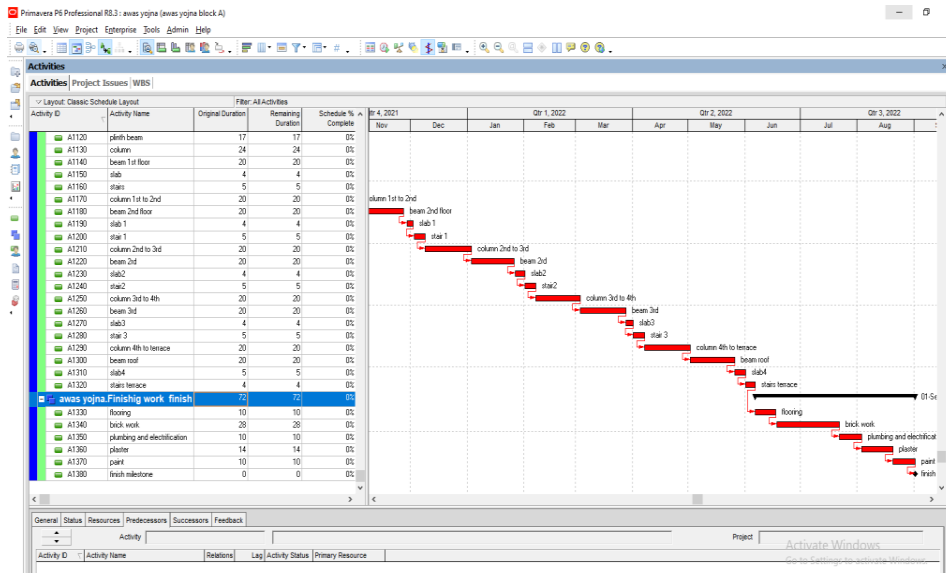 Primavera P6 Professional R8.3 : awas yojna (awas yojna block A)
File Edit View Project Enterprise Tools Admin Help
Activities
Activities Project Issues WBS
Layout: Classic Schedule Layout Filter: All Activities
Activity ID Activity Name Original Duration Remaining Duration Schedule % Complete
Qtr 4, 2021 Qtr 1, 2022 Qtr 2, 2022 Qtr 3, 2022
Nov Dec Jan Feb Mar Apr May Jun Jul Aug
A1120 plinth beam 17 17 0%
A1130 column 24 24 0%
A1140 beam 1st floor 20 20 0%
A1150 slab 4 4 0%
A1160 stairs 5 5 0%
A1170 column 1st to 2nd 20 20 0% olumn 1st to 2nd
A1180 beam 2nd floor 20 20 0% beam 2nd floor
A1190 slab 1 4 4 0% slab 1
A1200 stair 1 5 5 0% stair 1
A1210 column 2nd to 3rd 20 20 0% column 2nd to 3rd
A1220 beam 2rd 20 20 0% beam 2rd
A1230 slab2 4 4 0% slab2
A1240 stair2 5 5 0% stair2
A1250 column 3rd to 4th 20 20 0% column 3rd to 4th
A1260 beam 3rd 20 20 0% beam 3rd
A1270 slab3 4 4 0% slab3
A1280 stair 3 5 5 0% stair 3
A1290 column 4th to terrace 20 20 0% column 4th to terrace
A1300 beam roof 20 20 0% beam roof
A1310 slab4 5 5 0% slab4
A1320 stairs terrace 4 4 0% stairs terrace
awas yojna.Finishig work finish 72 72 0% 01-Se
A1330 flooring 10 10 0% flooring
A1340 brick work 28 28 0% brick work
A1350 plumbing and electrification 10 10 0% plumbing and electrificat
A1360 plaster 14 14 0% plaster
A1370 paint 10 10 0% paint
A1380 finish milestone 0 0 0% finish
General Status Resources Predecessors Successors Feedback
Activity Project
Activity ID Activity Name Relations Lag Activity Status Primary Resource
Activate Windows
Go to Settings to activate Windows